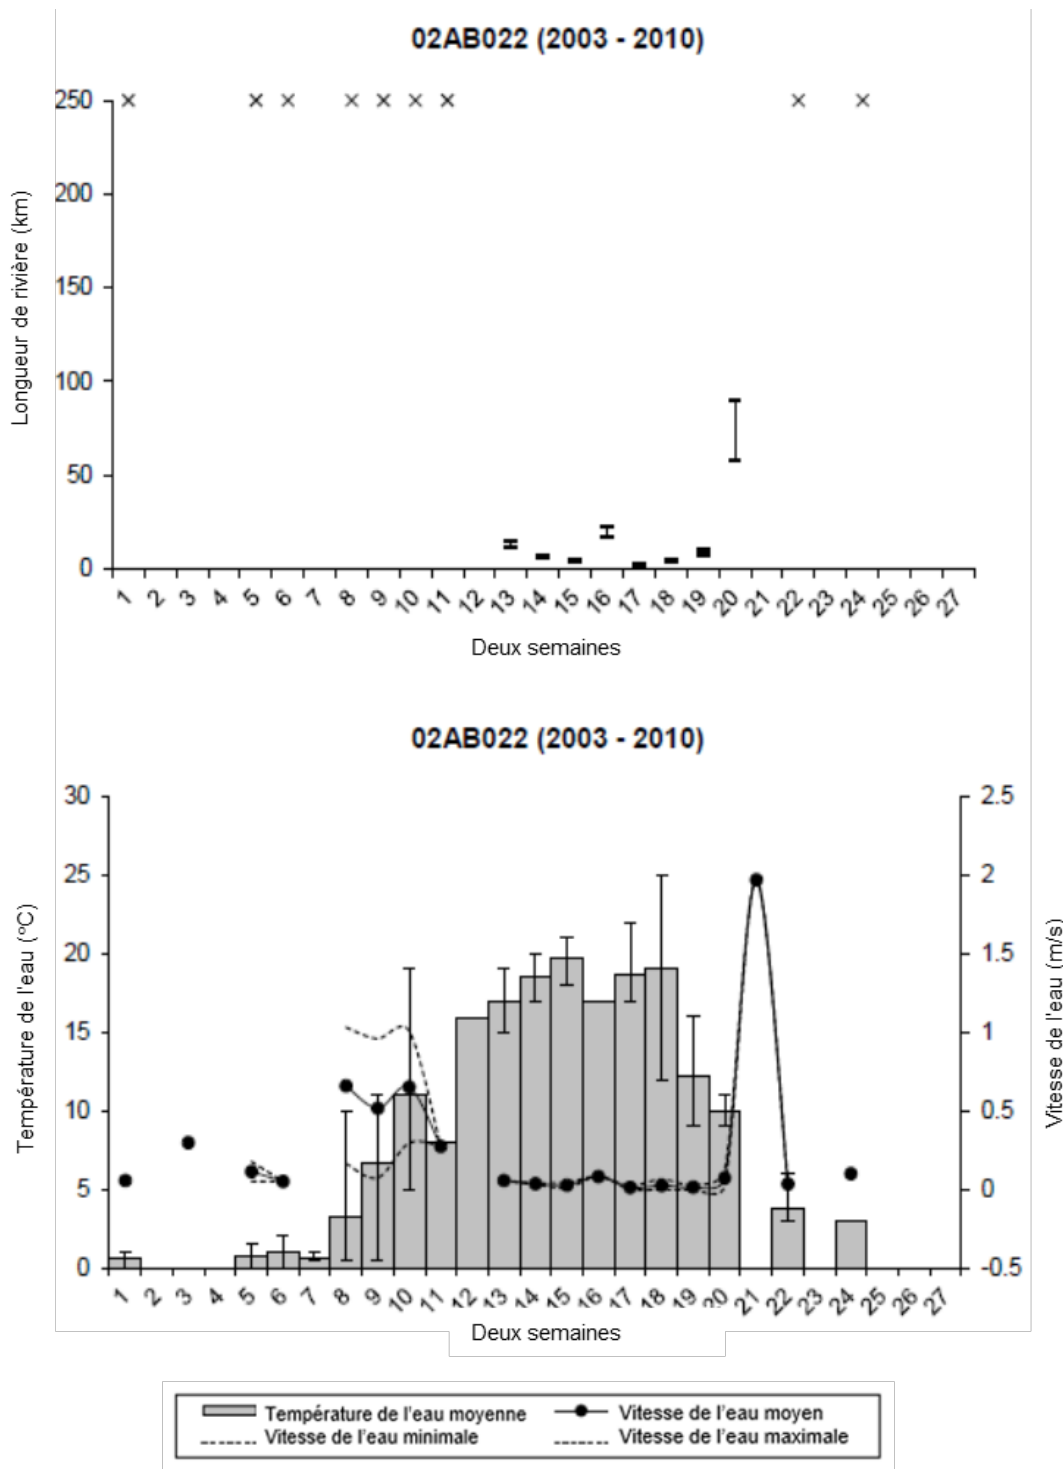 02AB022 (2003 - 2010)
Longueur de rivière (km)
250
200
150
100
50
0
1 2 3 4 5 6 7 8 9 10 11 12 13 14 15 16 17 18 19 20 21 22 23 24 25 26 27
Deux semaines
02AB022 (2003 - 2010)
Température de l'eau (°C)
30
25
20
15
10
5
0
2.5
2
1.5
1
0.5
0
-0.5
Vitesse de l'eau (m/s)
1 2 3 4 5 6 7 8 9 10 11 12 13 14 15 16 17 18 19 20 21 22 23 24 25 26 27
Deux semaines
Température de l'eau moyenne Vitesse de l'eau moyen
Vitesse de l'eau minimale Vitesse de l'eau maximale